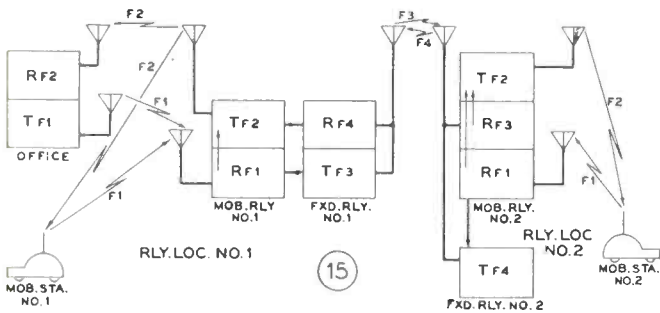 F2
F3
F4
RF2
TF1
OFFICE
F2
F1
F1
TF2
RF1
MOB.RLY
NO.1
RF4
TF3
FXD.RLY.
NO.1
TF2
RF3
RF1
MOB.RLY.
NO.2
F2
F1
RLY.LOC. NO.1
15
RLY.LOC
NO.2
TF4
FXD.RLY. NO.2
MOB.STA.
NO.1
MOB.STA.
NO.2